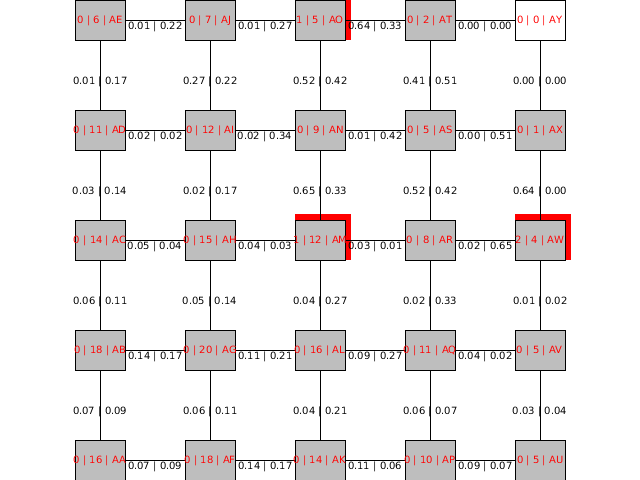 0 | 6 | AE 0.01 | 0.22 0 | 7 | AJ 0.01 | 0.27 1 | 5 | AO 0.64 | 0.33 0 | 2 | AT 0.00 | 0.00 0 | 0 | AY
0.01 | 0.17 0.27 | 0.22 0.52 | 0.42 0.41 | 0.51 0.00 | 0.00
0 | 11 | AD 0.02 | 0.02 0 | 12 | AI 0.02 | 0.34 0 | 9 | AN 0.01 | 0.42 0 | 5 | AS 0.00 | 0.51 0 | 1 | AX
0.03 | 0.14 0.02 | 0.17 0.65 | 0.33 0.52 | 0.42 0.64 | 0.00
0 | 14 | AC 0.05 | 0.04 0 | 15 | AH 0.04 | 0.03 1 | 12 | AM 0.03 | 0.01 0 | 8 | AR 0.02 | 0.65 2 | 4 | AW
0.06 | 0.11 0.05 | 0.14 0.04 | 0.27 0.02 | 0.33 0.01 | 0.02
0 | 18 | AB 0.14 | 0.17 0 | 20 | AG 0.11 | 0.21 0 | 16 | AL 0.09 | 0.27 0 | 11 | AQ 0.04 | 0.02 0 | 5 | AV
0.07 | 0.09 0.06 | 0.11 0.04 | 0.21 0.06 | 0.07 0.03 | 0.04
0 | 16 | AA 0.07 | 0.09 0 | 18 | AF 0.14 | 0.17 0 | 14 | AK 0.11 | 0.06 0 | 10 | AP 0.09 | 0.07 0 | 5 | AU